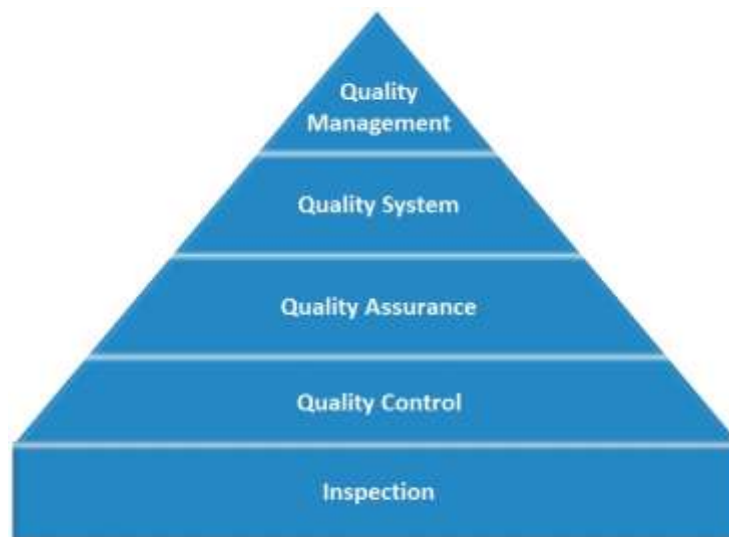 Quality
Management
Quality System
Quality Assurance
Quality Control
Inspection